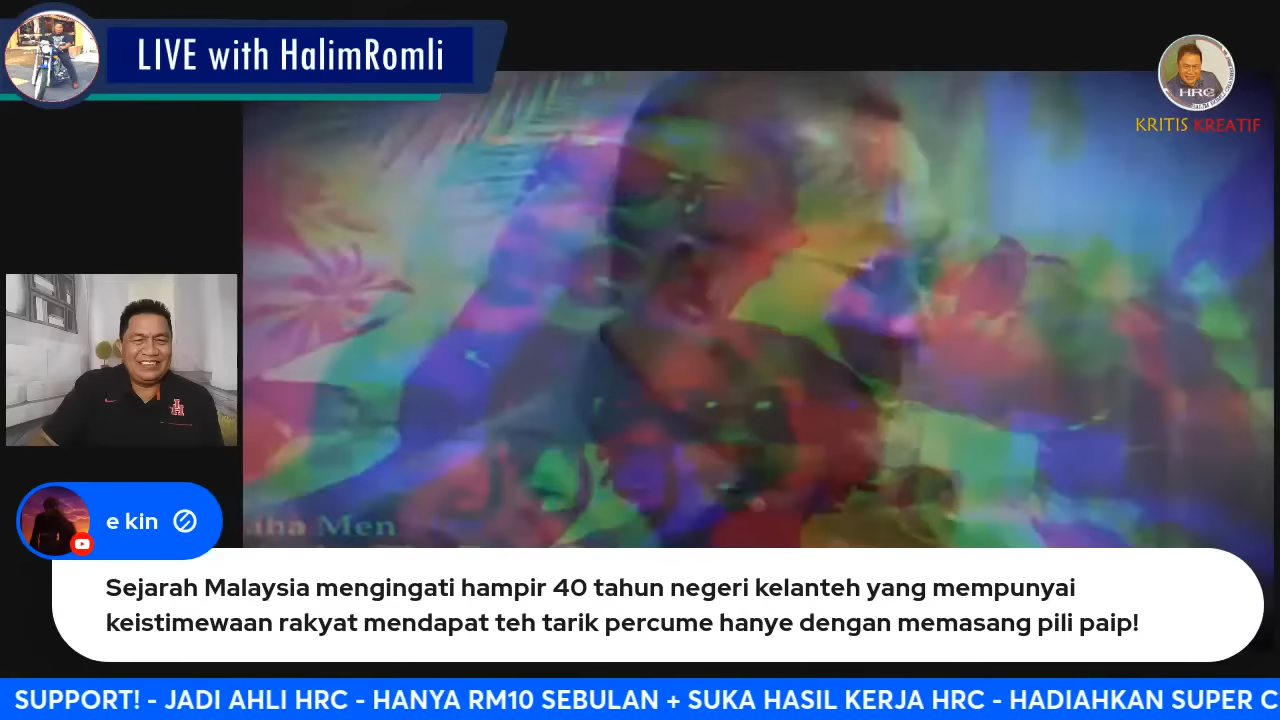 LIVE with HalimRomli
HRC
KRITIS KREATIF
e kin
Sejarah Malaysia mengingati hampir 40 tahun negeri kelanteh yang mempunyai
keistimewaan rakyat mendapat teh tarik percume hanye dengan memasang pili paip!
SUPPORT! - JADI AHLI HRC - HANYA RM10 SEBULAN + SUKA HASIL KERJA HRC - HADIAHKAN SUPER C